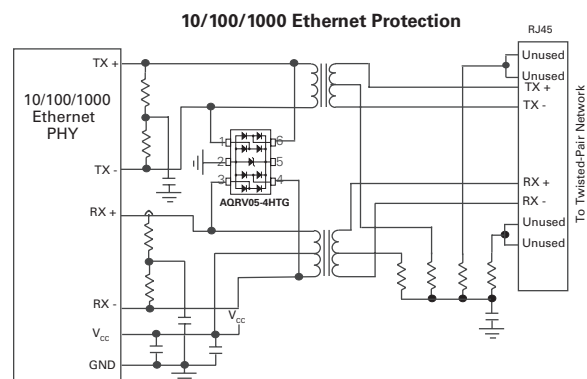 10/100/1000 Ethernet Protection
RJ45
TX +
Unused
Unused
TX +
TX -
10/100/1000
Ethernet
PHY
1
6
2
5
3
4
AQRV05-4HTG
TX -
RX +
RX +
RX -
Unused
Unused
To Twisted-Pair Network
RX -
Vcc
Vcc
GND